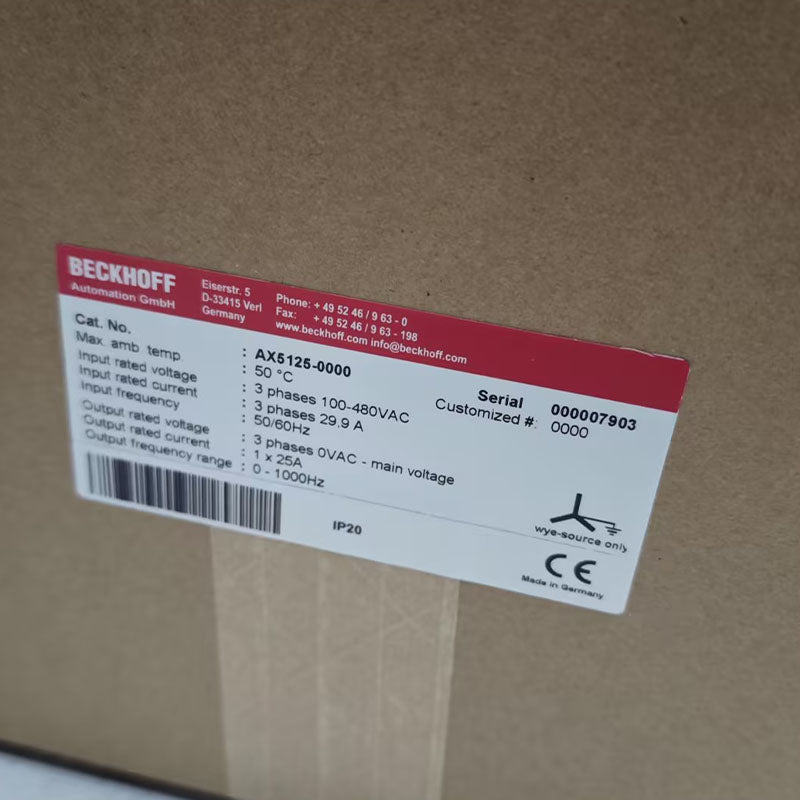 BECKHOFF
Automation GmbH
Eiserstr. 5
D-33415 Verl
Germany
Phone: + 49 52 46 / 9 63 - 0
Fax: + 49 52 46 / 9 63 - 198
www.beckhoff.com info@beckhoff.com
Cat. No. : AX5125-0000
Max. amb temp. : 50 °C
Input rated voltage : 3 phases 100-480VAC
Input rated current : 3 phases 29.9 A
Input frequency : 50/60Hz
Output rated voltage : 3 phases 0VAC - main voltage
Output rated current : 1 x 25A
Output frequency range : 0 - 1000Hz
Serial 000007903
Customized #: 0000
IP20
wye-source only
CE
Made in Germany